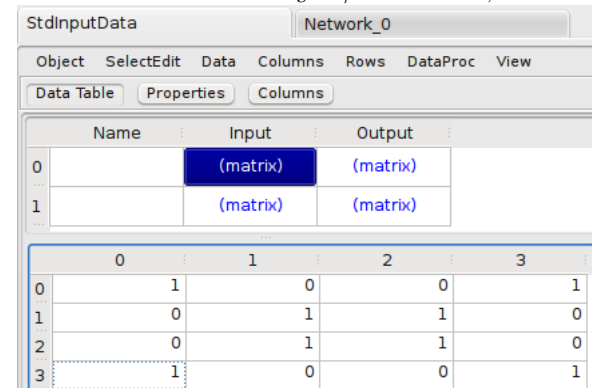 StdInputData Network_0
Object SelectEdit Data Columns Rows DataProc View
Data Table Properties Columns
Name Input Output
0 (matrix) (matrix)
1 (matrix) (matrix)
0 1 2 3
0 1 0 0 1
1 0 1 1 0
2 0 1 1 0
3 1 0 0 1